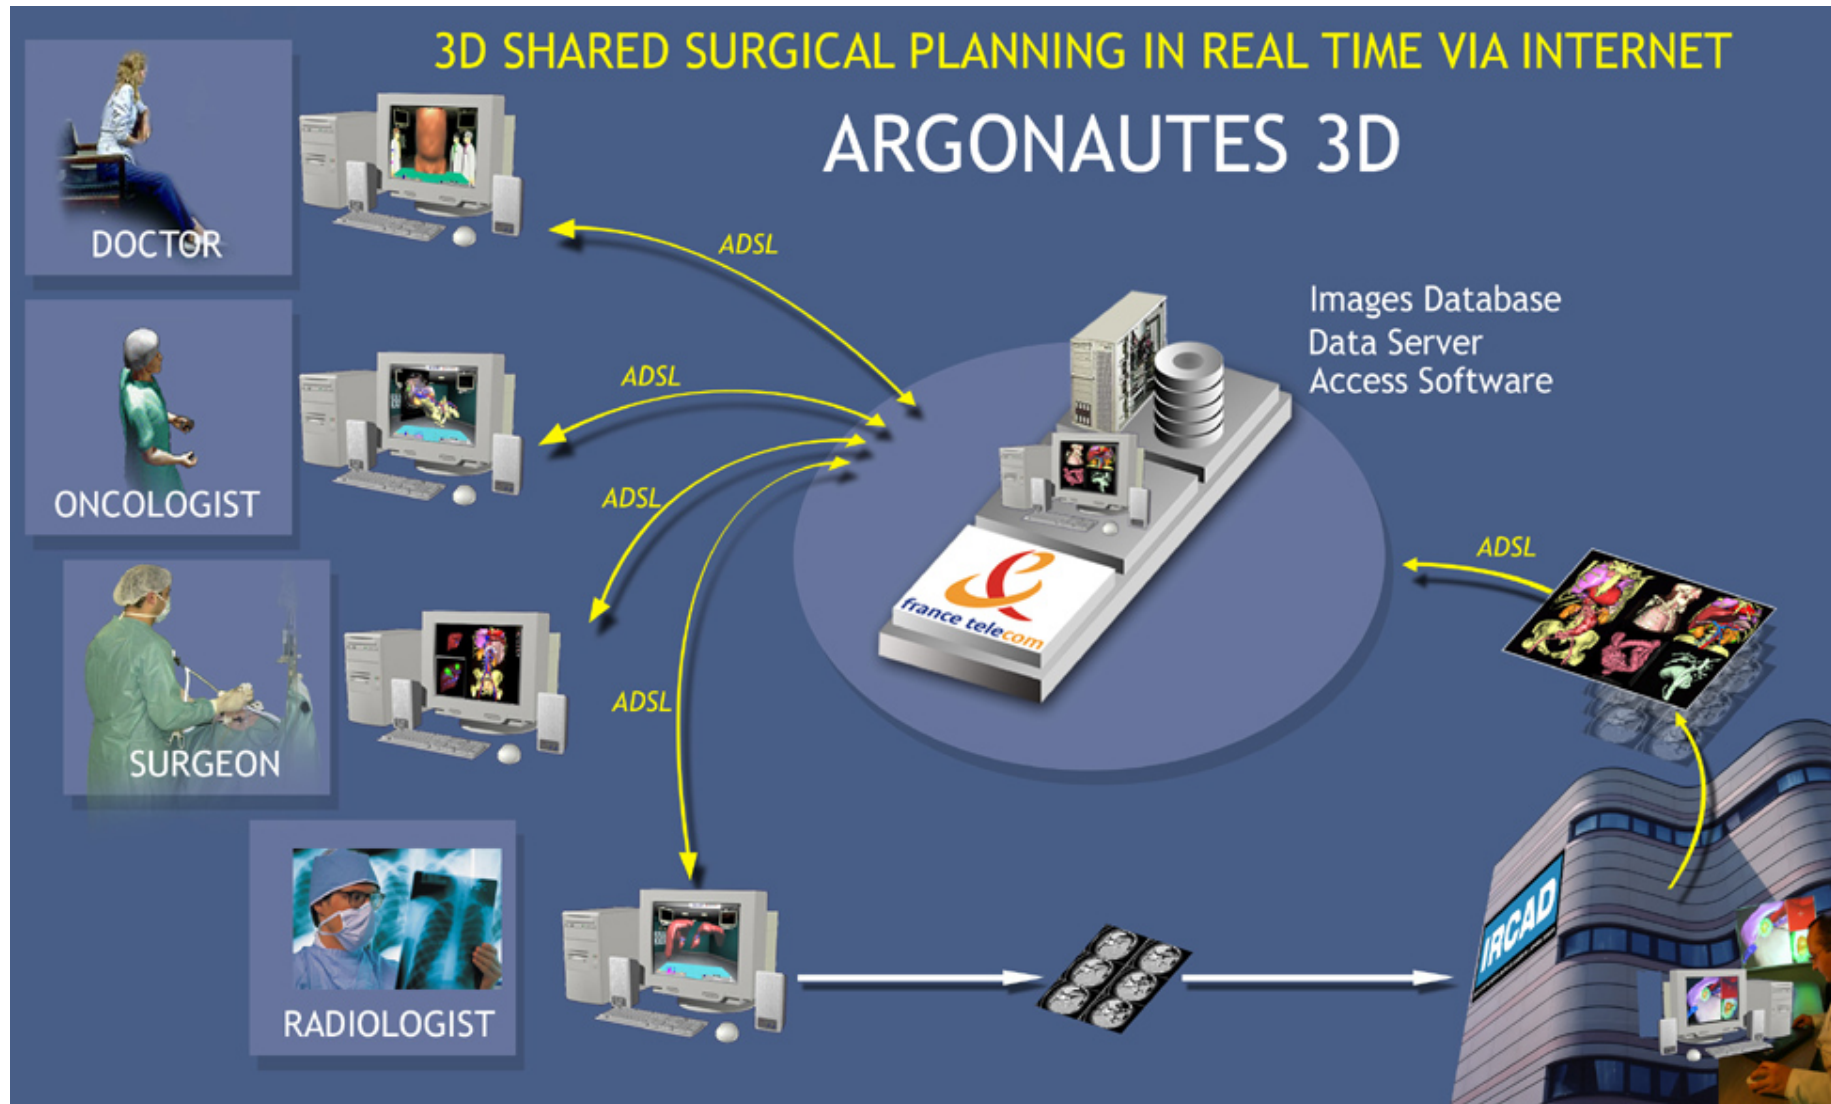 3D SHARED SURGICAL PLANNING IN REAL TIME VIA INTERNET
ARGONAUTES 3D
DOCTOR
ADSL
Images Database
Data Server
Access Software
ADSL
ONCOLOGIST
ADSL
ADSL
france telecom
SURGEON
ADSL
IRCAD
RADIOLOGIST